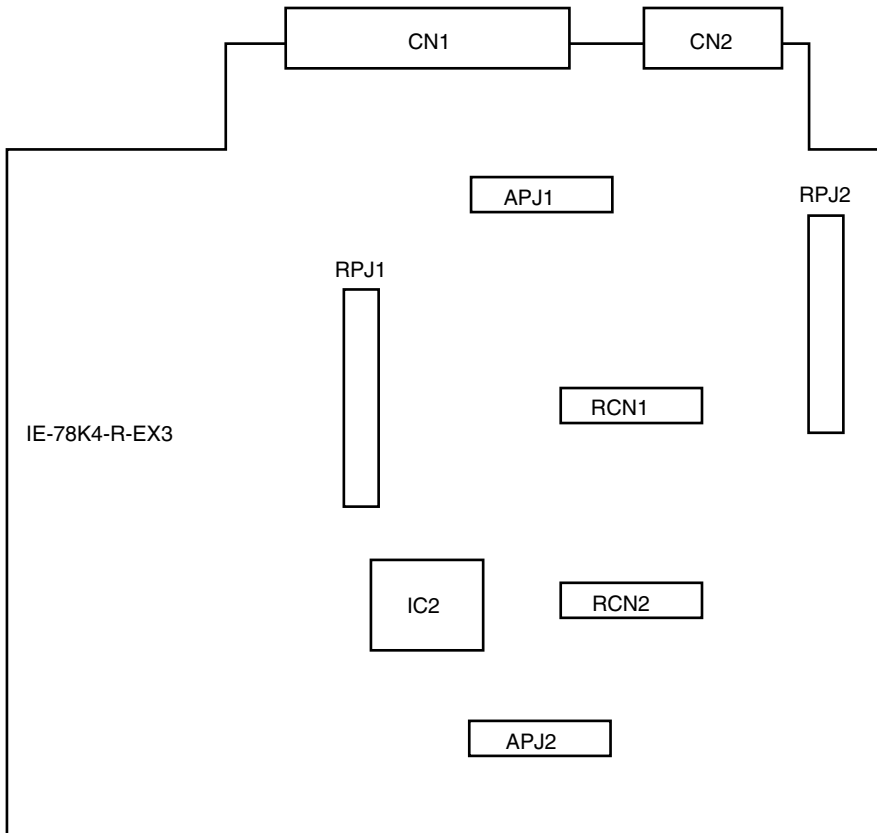 CN1
CN2
APJ1
RPJ2
RPJ1
RCN1
IE-78K4-R-EX3
IC2
RCN2
APJ2